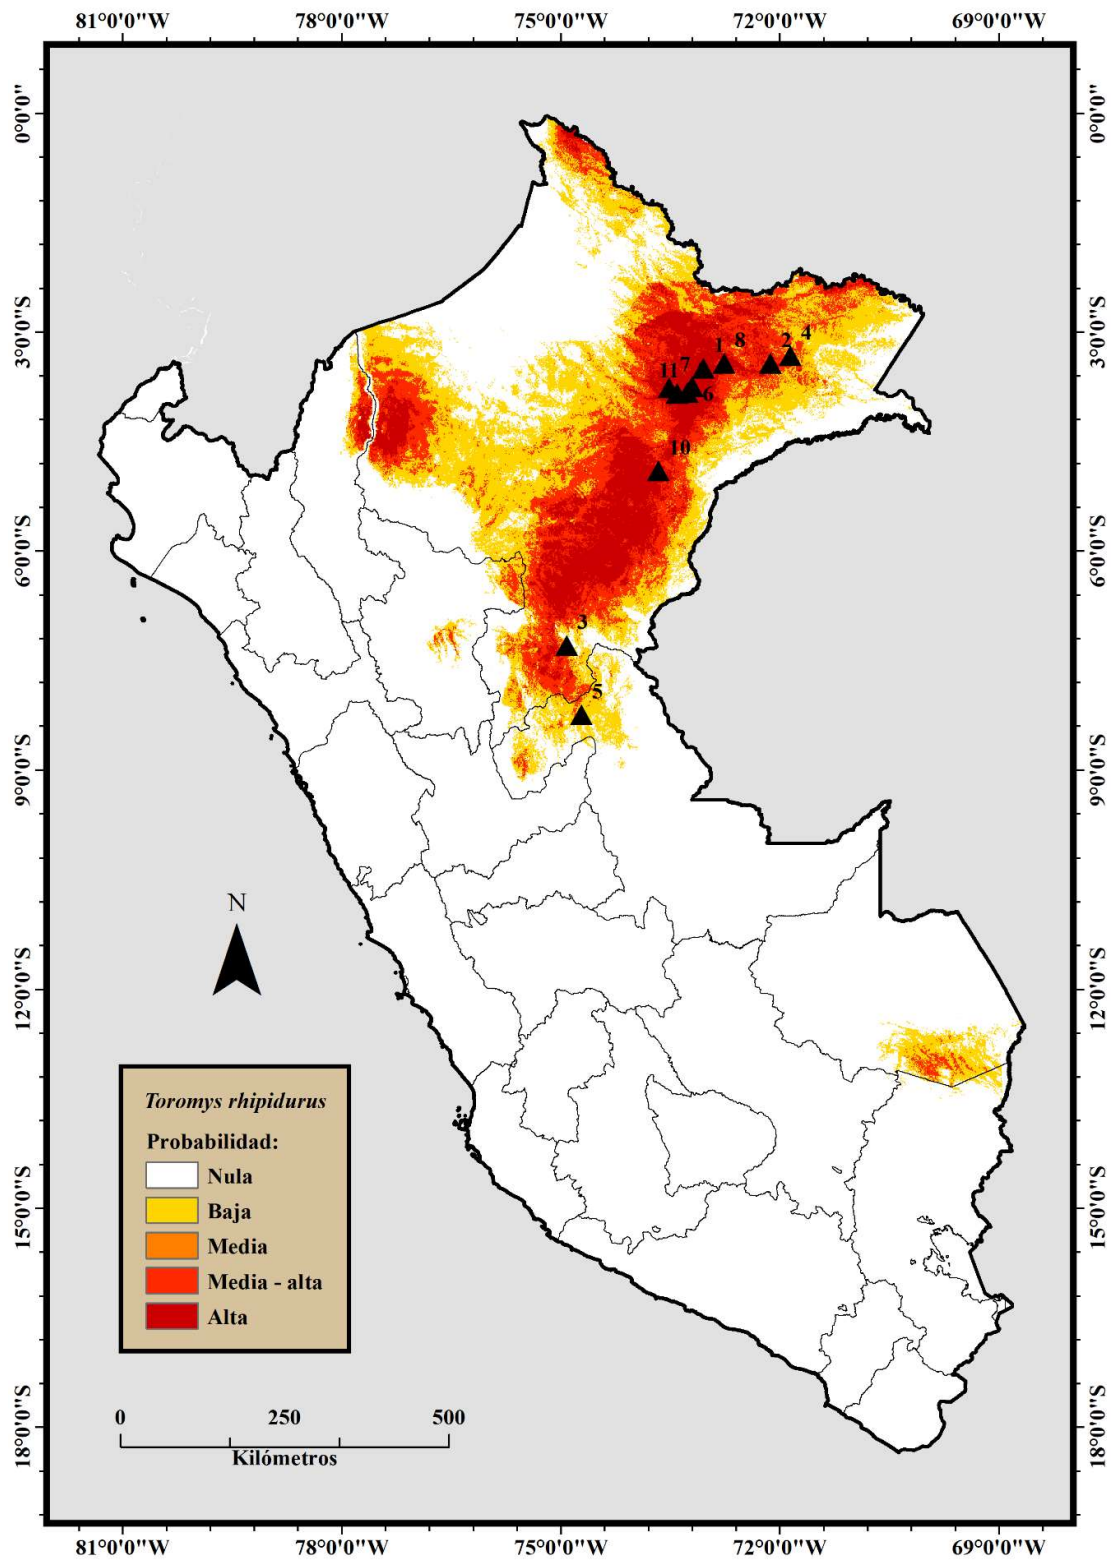 81°0'0"W 78°0'0"W 75°0'0"W 72°0'0"W 69°0'0"W
0°0'0" 0°0'0"
3°0'0"S 3°0'0"S
1 8 2 4
11 7
6
10
6°0'0"S 6°0'0"S
3
5
9°0'0"S 9°0'0"S
N
12°0'0"S 12°0'0"S
Toromys rhipidurus
Probabilidad:
Nula
Baja
Media
Media - alta
Alta
15°0'0"S 15°0'0"S
0 250 500
Kilómetros
18°0'0"S 18°0'0"S
81°0'0"W 78°0'0"W 75°0'0"W 72°0'0"W 69°0'0"W